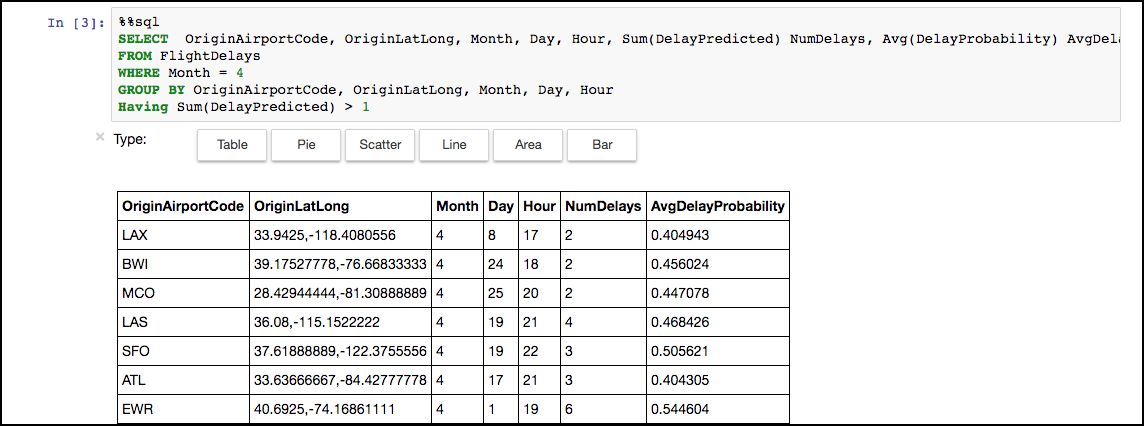 In [3]:
%%sql
SELECT  OriginAirportCode, OriginLatLong, Month, Day, Hour, Sum(DelayPredicted) NumDelays, Avg(DelayProbability) AvgDela
FROM FlightDelays
WHERE Month = 4
GROUP BY OriginAirportCode, OriginLatLong, Month, Day, Hour
Having Sum(DelayPredicted) > 1
× Type: Table Pie Scatter Line Area Bar
OriginAirportCode OriginLatLong Month Day Hour NumDelays AvgDelayProbability
LAX 33.9425,-118.4080556 4 8 17 2 0.404943
BWI 39.17527778,-76.66833333 4 24 18 2 0.456024
MCO 28.42944444,-81.30888889 4 25 20 2 0.447078
LAS 36.08,-115.1522222 4 19 21 4 0.468426
SFO 37.61888889,-122.3755556 4 19 22 3 0.505621
ATL 33.63666667,-84.42777778 4 17 21 3 0.404305
EWR 40.6925,-74.16861111 4 1 19 6 0.544604